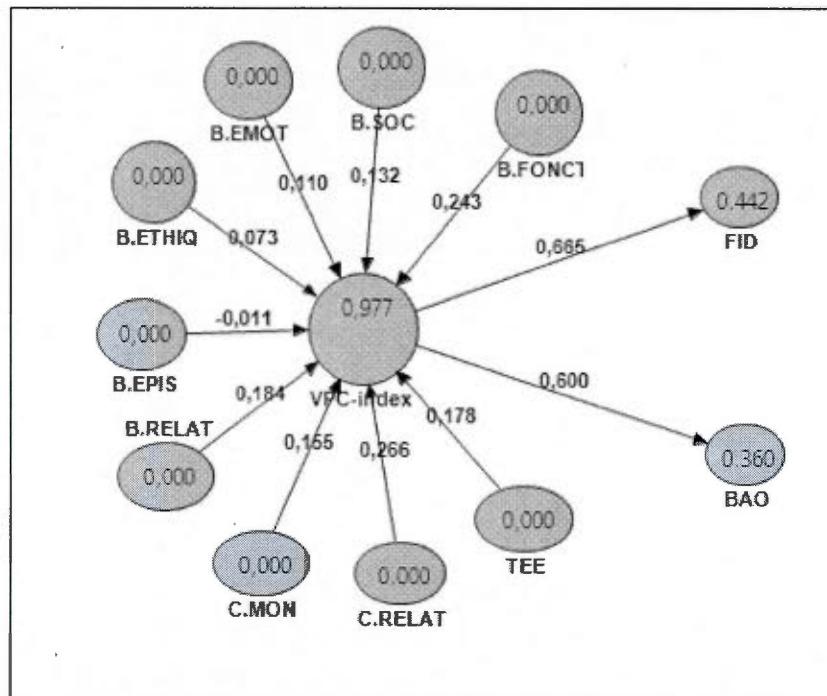 0,000
B.EMOT
0,000
B.SOC
0,000
B.FONCT
0,000
B.ETHIQ
0,110
0,132
0,243
0,073
0.442
FID
0,665
0,977
VPC-index
0,000
B.EPIS
-0,011
0,600
0.360
BAO
B.RELAT
0,000
0,184
0,155
0,266
0,178
0,000
C.MON
0.000
C.RELAT
0,000
TEE